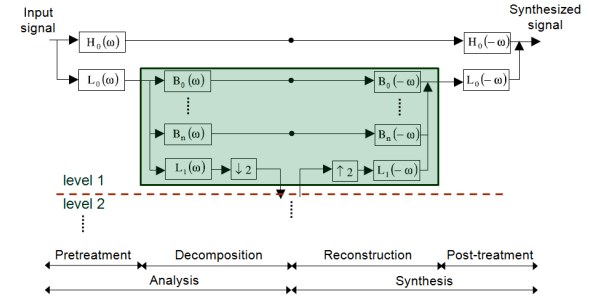 Input signal
Synthesized signal
H₀(ω) H₀(−ω)
L₀(ω) B₀(ω) B₀(−ω) L₀(−ω)
Bₙ(ω) Bₙ(−ω)
L₁(ω) ↓ 2 ↑ 2 L₁(−ω)
level 1
level 2
Pretreatment Decomposition Reconstruction Post-treatment
Analysis Synthesis